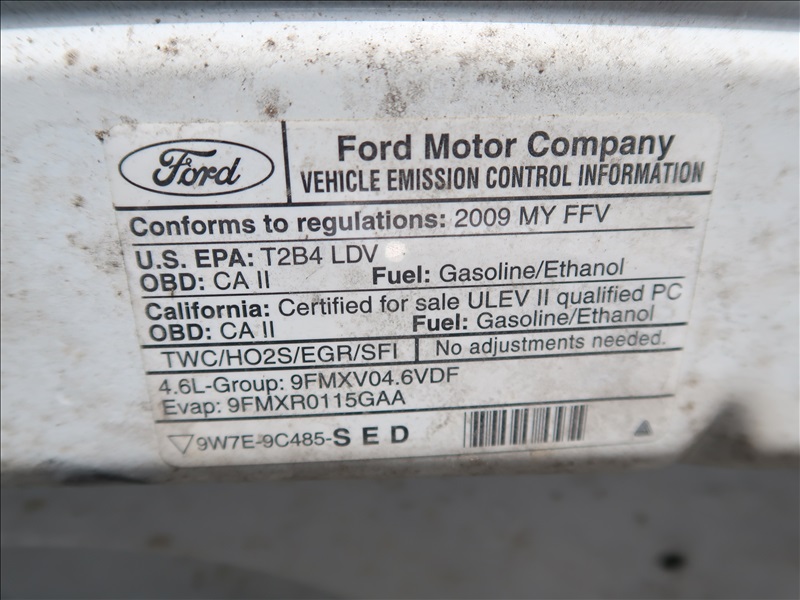 Ford
Ford Motor Company
VEHICLE EMISSION CONTROL INFORMATION
Conforms to regulations: 2009 MY FFV
U.S. EPA: T2B4 LDV
OBD: CA II Fuel: Gasoline/Ethanol
California: Certified for sale ULEV II qualified PC
OBD: CA II Fuel: Gasoline/Ethanol
TWC/HO2S/EGR/SFI No adjustments needed.
4.6L-Group: 9FMXV04.6VDF
Evap: 9FMXR0115GAA
9W7E-9C485-SED